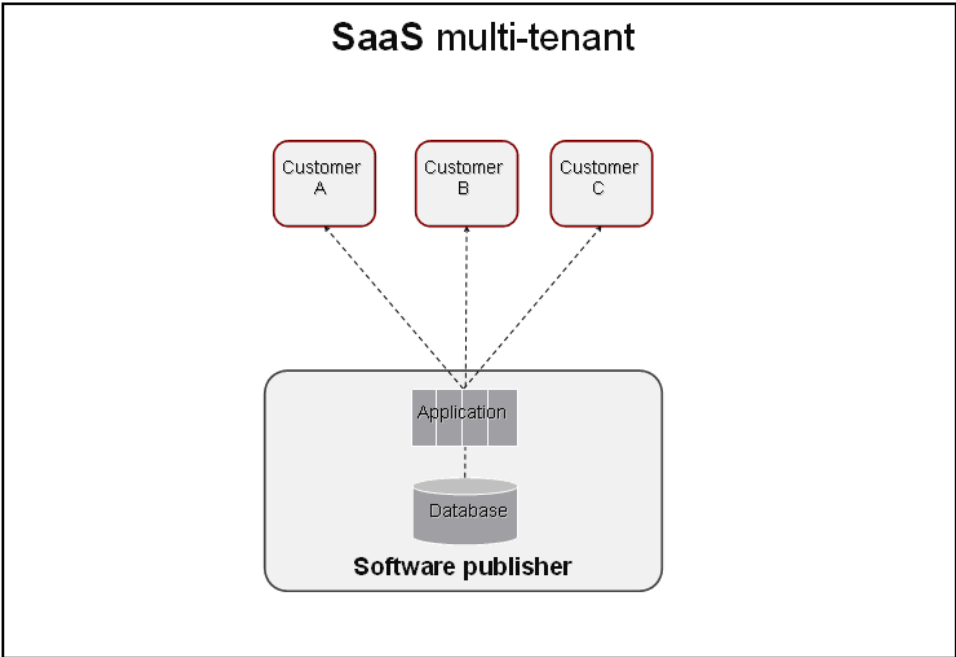 SaaS multi-tenant
Customer
A
Customer
B
Customer
C
Application
Database
Software publisher